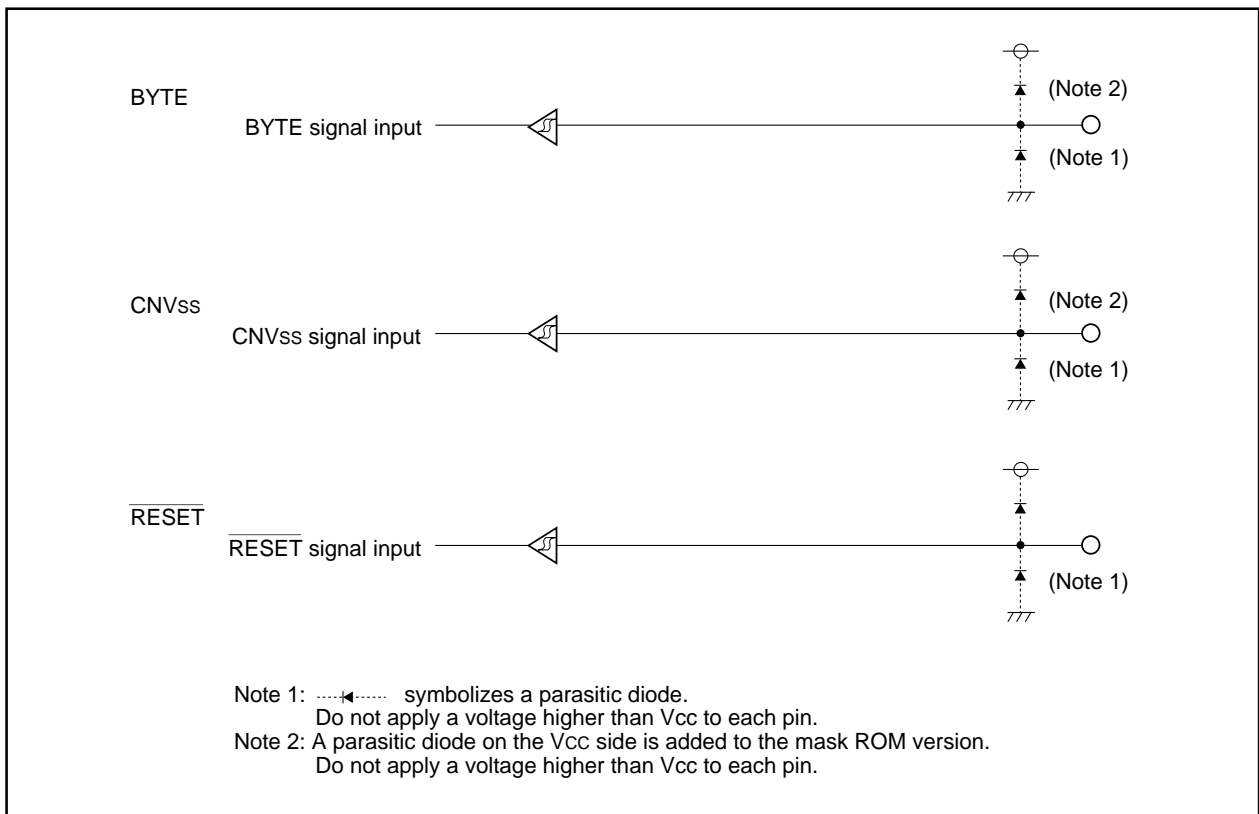 (Note 2)
BYTE
BYTE signal input
(Note 1)
(Note 2)
CNVss
CNVss signal input
(Note 1)
RESET
RESET signal input
(Note 1)
Note 1: symbolizes a parasitic diode.
Do not apply a voltage higher than Vcc to each pin.
Note 2: A parasitic diode on the VCC side is added to the mask ROM version.
Do not apply a voltage higher than Vcc to each pin.